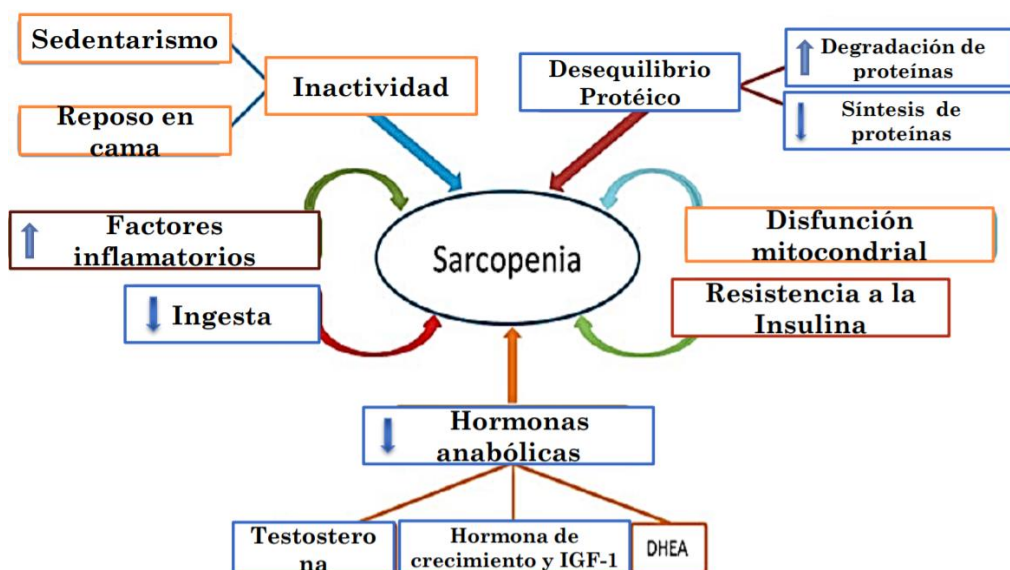 Sedentarismo
Reposo en
cama
Inactividad
Desequilibrio
Protéico
Degradación de
proteínas
Síntesis de
proteínas
Factores
inflamatorios
Ingesta
Sarcopenia
Disfunción
mitocondrial
Resistencia a la
Insulina
Hormonas
anabólicas
Testostero
na
Hormona de
crecimiento y IGF-1
DHEA